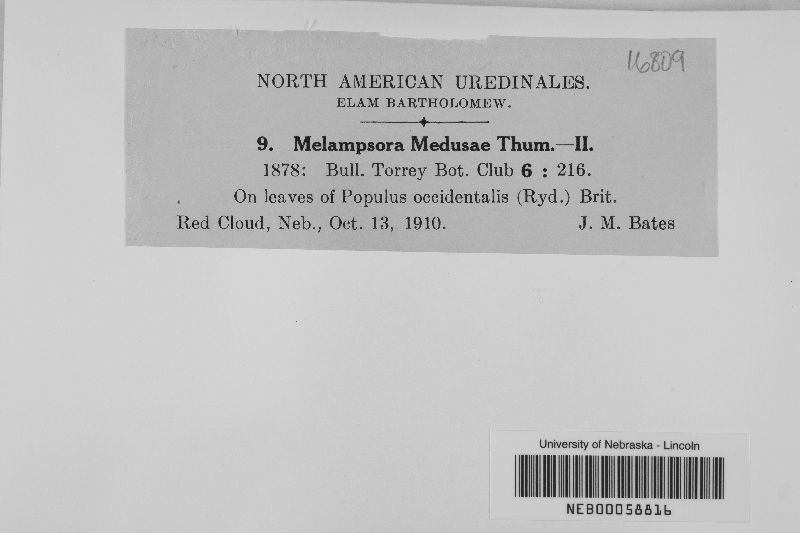 16809
NORTH AMERICAN UREDINALES.
ELAM BARTHOLOMEW.
9. Melampsora Medusae Thum.—II.
1878: Bull. Torrey Bot. Club 6 : 216.
On leaves of Populus occidentalis (Ryd.) Brit.
Red Cloud, Neb., Oct. 13, 1910. J. M. Bates
University of Nebraska - Lincoln
NEB00058816